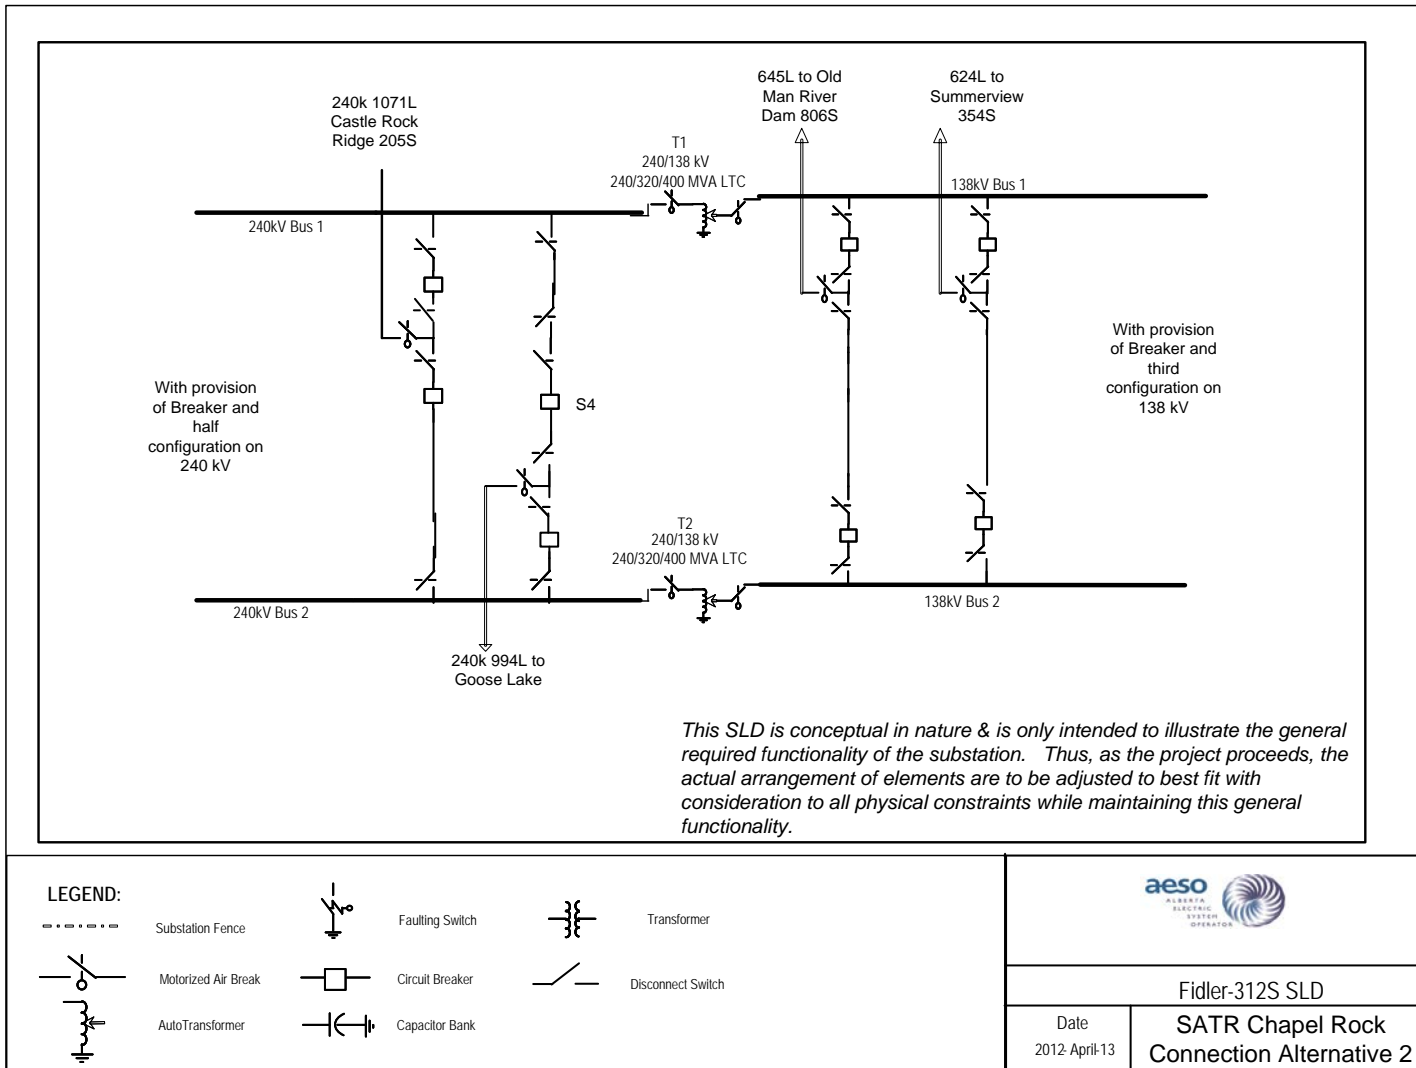 240k 1071L
Castle Rock
Ridge 205S
645L to Old
Man River
Dam 806S
624L to
Summerview
354S
T1
240/138 kV
240/320/400 MVA LTC
138kV Bus 1
240kV Bus 1
With provision
of Breaker and
half
configuration on
240 kV
S4
With provision
of Breaker and
third
configuration on
138 kV
T2
240/138 kV
240/320/400 MVA LTC
240kV Bus 2
138kV Bus 2
240k 994L to
Goose Lake
This SLD is conceptual in nature & is only intended to illustrate the general
required functionality of the substation. Thus, as the project proceeds, the
actual arrangement of elements are to be adjusted to best fit with
consideration to all physical constraints while maintaining this general
functionality.
LEGEND:
Substation Fence
Faulting Switch
Transformer
Motorized Air Break
Circuit Breaker
Disconnect Switch
AutoTransformer
Capacitor Bank
aeso
ALBERTA
ELECTRIC
SYSTEM
OPERATOR
Fidler-312S SLD
Date
2012- April-13
SATR Chapel Rock
Connection Alternative 2